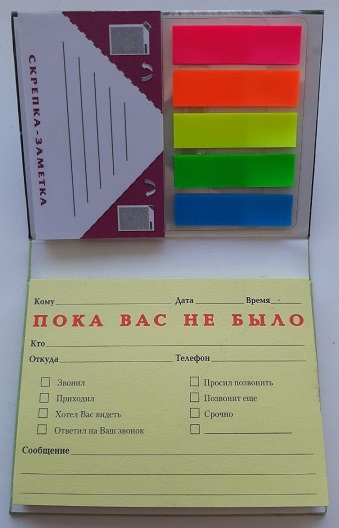 СКРЕПКА-ЗАМЕТКА
Кому Дата Время
ПОКА ВАС НЕ БЫЛО
Кто
Откуда Телефон
Звонил Просил позвонить
Приходил Позвонит еще
Хотел Вас видеть Срочно
Ответил на Ваш звонок
Сообщение